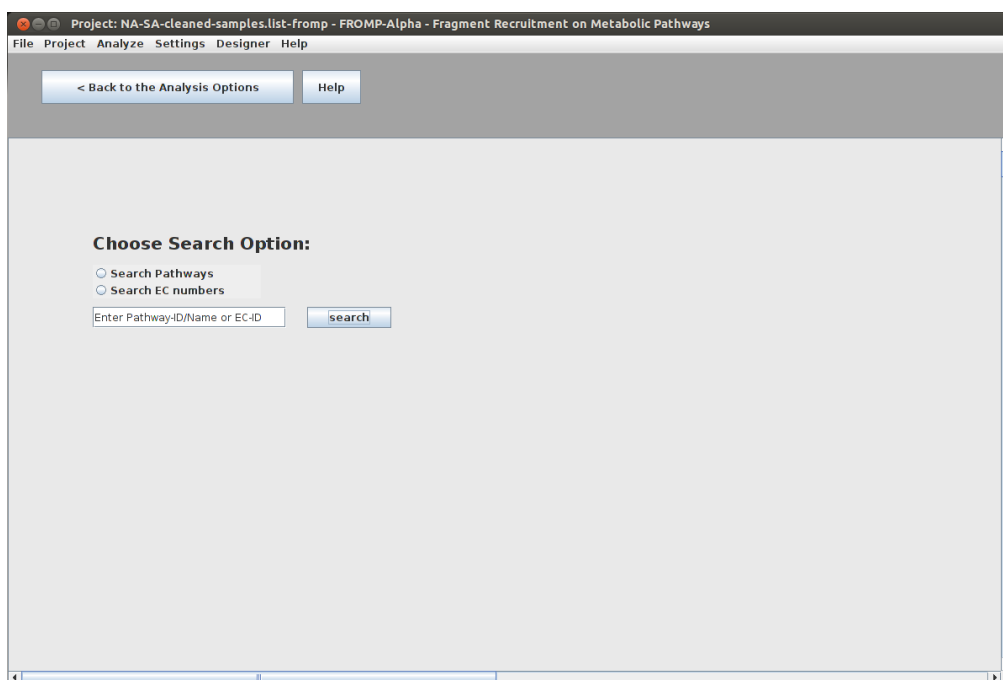 Project: NA-SA-cleaned-samples.list-fromp - FROMP-Alpha - Fragment Recruitment on Metabolic Pathways
File Project Analyze Settings Designer Help
< Back to the Analysis Options Help
Choose Search Option:
Search Pathways
Search EC numbers
Enter Pathway-ID/Name or EC-ID search